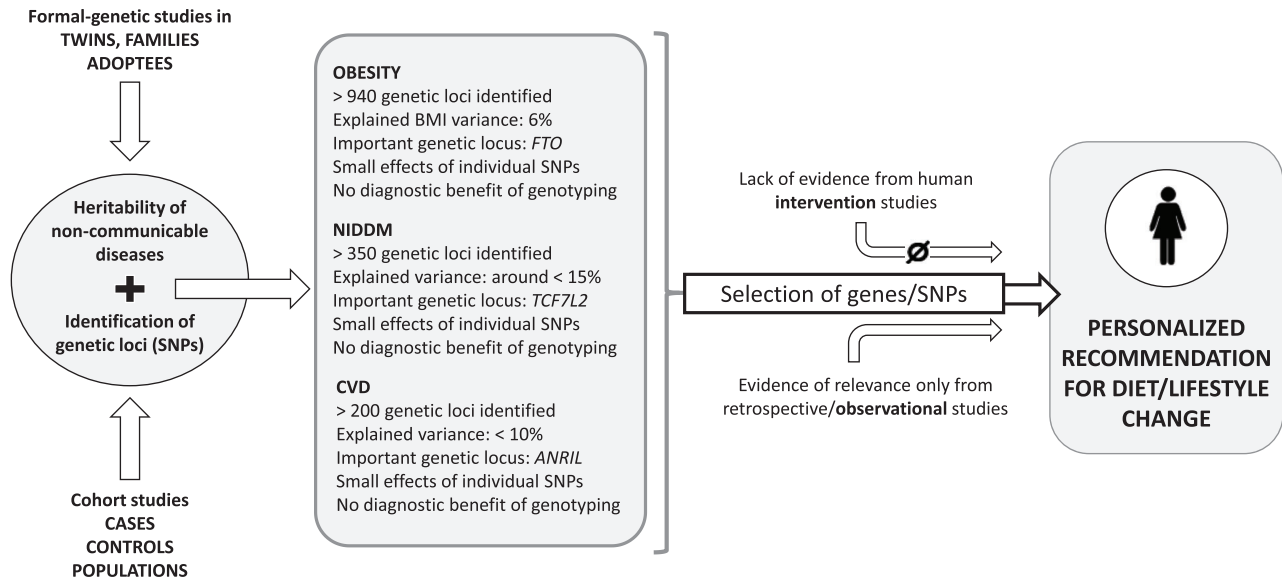 Formal-genetic studies in
TWINS, FAMILIES
ADOPTEES
Heritability of
non-communicable
diseases
+
Identification of
genetic loci (SNPs)
Cohort studies
CASES
CONTROLS
POPULATIONS
OBESITY
> 940 genetic loci identified
Explained BMI variance: 6%
Important genetic locus: FTO
Small effects of individual SNPs
No diagnostic benefit of genotyping
NIDDM
> 350 genetic loci identified
Explained variance: around < 15%
Important genetic locus: TCF7L2
Small effects of individual SNPs
No diagnostic benefit of genotyping
CVD
> 200 genetic loci identified
Explained variance: < 10%
Important genetic locus: ANRIL
Small effects of individual SNPs
No diagnostic benefit of genotyping
Lack of evidence from human
intervention studies
Ø
Selection of genes/SNPs
Evidence of relevance only from
retrospective/observational studies
PERSONALIZED
RECOMMENDATION
FOR DIET/LIFESTYLE
CHANGE